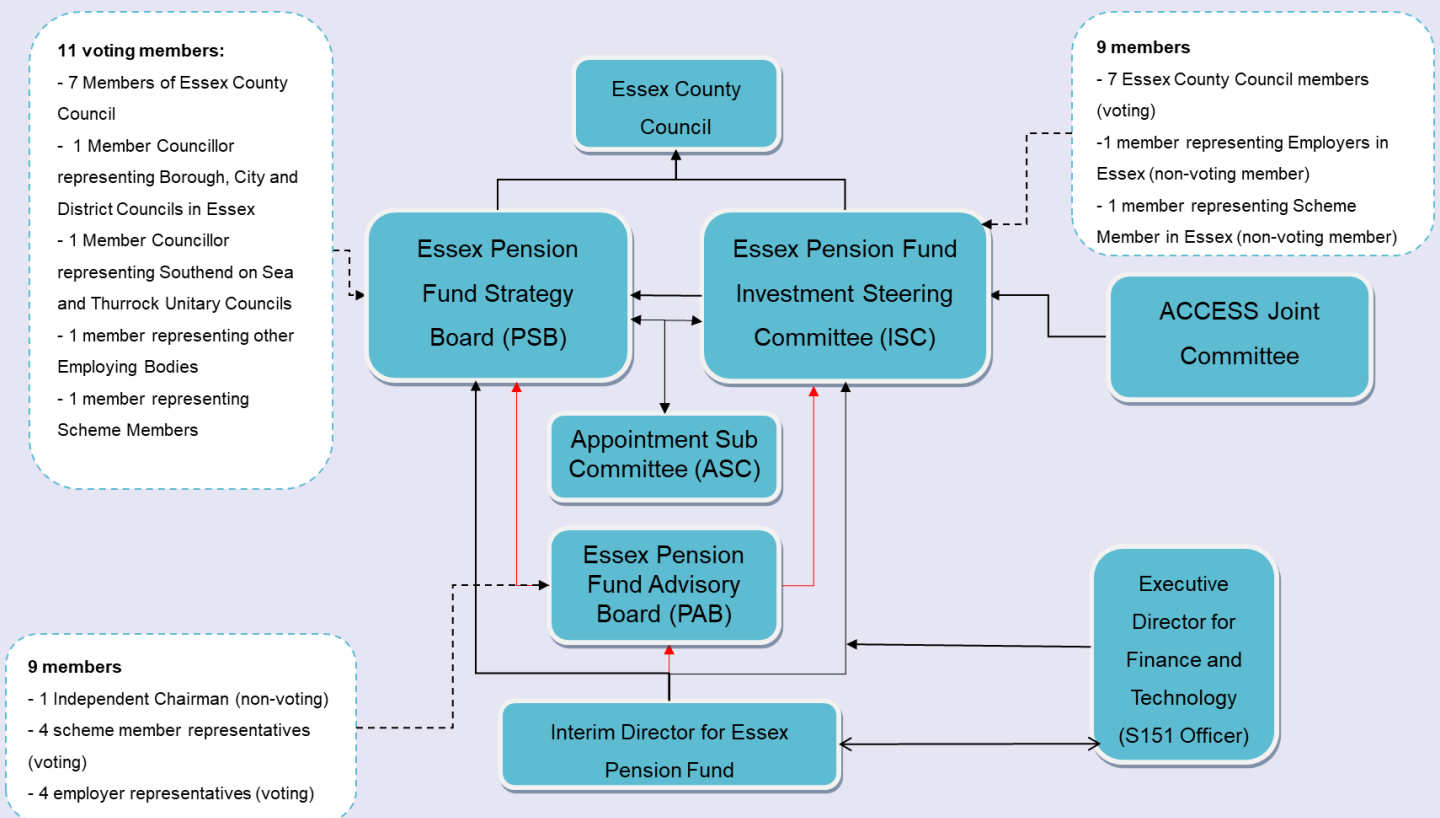 11 voting members:
- 7 Members of Essex County
Council
- 1 Member Councillor
representing Borough, City and
District Councils in Essex
- 1 Member Councillor
representing Southend on Sea
and Thurrock Unitary Councils
- 1 member representing other
Employing Bodies
- 1 member representing
Scheme Members
Essex County
Council
9 members
- 7 Essex County Council members
(voting)
-1 member representing Employers in
Essex (non-voting member)
- 1 member representing Scheme
Member in Essex (non-voting member)
Essex Pension
Fund Strategy
Board (PSB)
Essex Pension Fund
Investment Steering
Committee (ISC)
ACCESS Joint
Committee
Appointment Sub
Committee (ASC)
Essex Pension
Fund Advisory
Board (PAB)
Executive
Director for
Finance and
Technology
(S151 Officer)
9 members
- 1 Independent Chairman (non-voting)
- 4 scheme member representatives
(voting)
- 4 employer representatives (voting)
Interim Director for Essex
Pension Fund